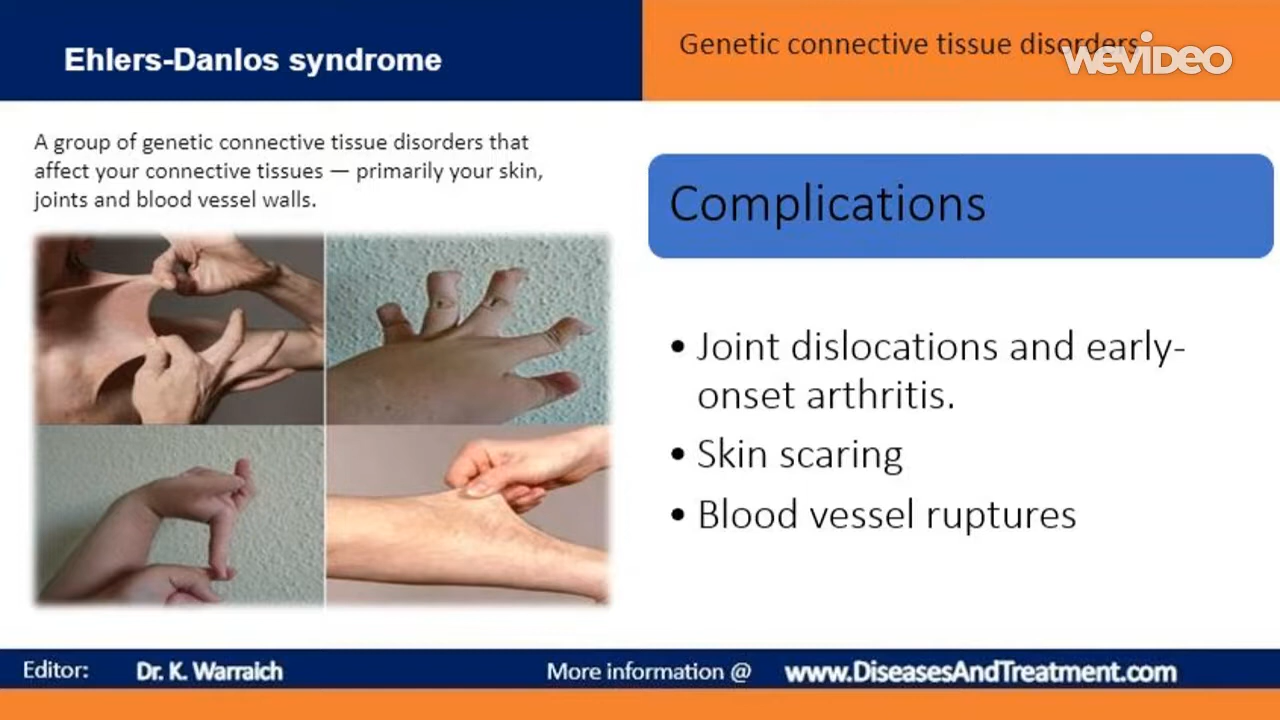 Ehlers-Danlos syndrome
Genetic connective tissue disorders
wevideo
A group of genetic connective tissue disorders that
affect your connective tissues — primarily your skin,
joints and blood vessel walls.
Complications
• Joint dislocations and early-
onset arthritis.
• Skin scaring
• Blood vessel ruptures
Editor: Dr. K. Warraich
More information @ www.DiseasesAndTreatment.com